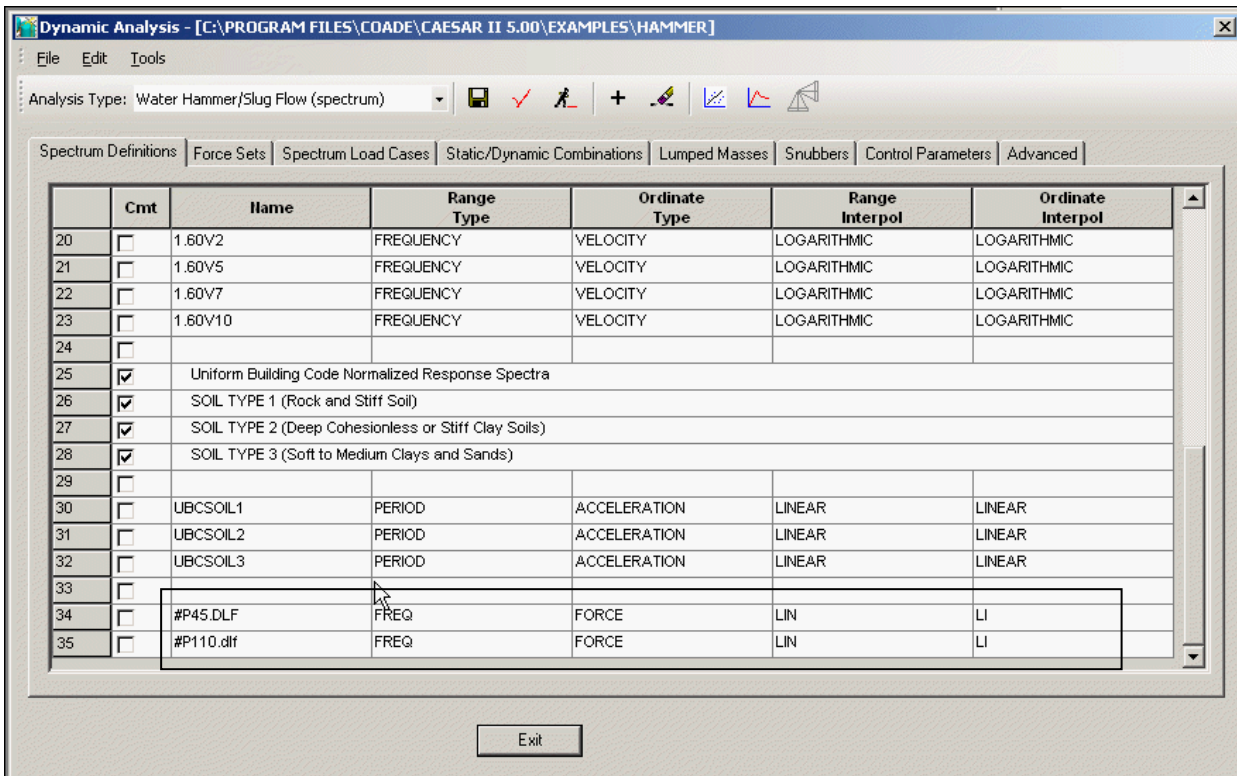 Dynamic Analysis - [C:\PROGRAM FILES\COADE\CAESAR II 5.00\EXAMPLES\HAMMER]
File Edit Tools
Analysis Type: Water Hammer/Slug Flow (spectrum)
Spectrum Definitions Force Sets Spectrum Load Cases Static/Dynamic Combinations Lumped Masses Snubbers Control Parameters Advanced
Cmt Name Range Type Ordinate Type Range Interpol Ordinate Interpol
20 1.60V2 FREQUENCY VELOCITY LOGARITHMIC LOGARITHMIC
21 1.60V5 FREQUENCY VELOCITY LOGARITHMIC LOGARITHMIC
22 1.60V7 FREQUENCY VELOCITY LOGARITHMIC LOGARITHMIC
23 1.60V10 FREQUENCY VELOCITY LOGARITHMIC LOGARITHMIC
24
25 Uniform Building Code Normalized Response Spectra
26 SOIL TYPE 1 (Rock and Stiff Soil)
27 SOIL TYPE 2 (Deep Cohesionless or Stiff Clay Soils)
28 SOIL TYPE 3 (Soft to Medium Clays and Sands)
29
30 UBCSOIL1 PERIOD ACCELERATION LINEAR LINEAR
31 UBCSOIL2 PERIOD ACCELERATION LINEAR LINEAR
32 UBCSOIL3 PERIOD ACCELERATION LINEAR LINEAR
33
34 #P45.DLF FREQ FORCE LIN LI
35 #P110.dlf FREQ FORCE LIN LI
Exit